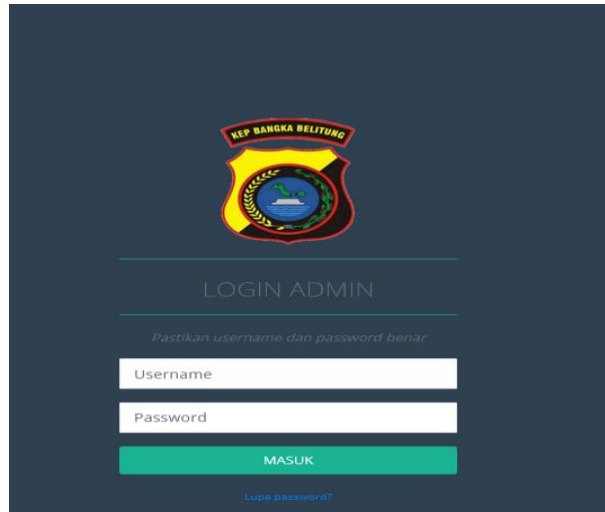 KEP BANGKA BELITUNG
LOGIN ADMIN
Pastikan username dan password benar
Username
Password
MASUK
Lupa password?